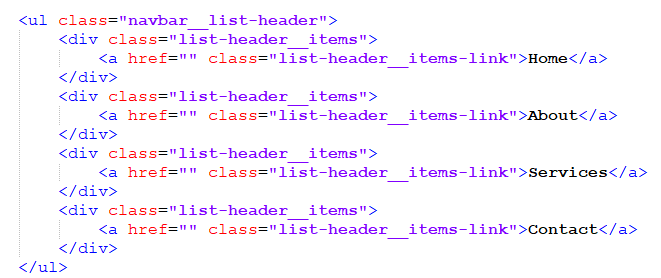 <ul class="navbar__list-header">
    <div class="list-header__items">
        <a href="" class="list-header__items-link">Home</a>
    </div>
    <div class="list-header__items">
        <a href="" class="list-header__items-link">About</a>
    </div>
    <div class="list-header__items">
        <a href="" class="list-header__items-link">Services</a>
    </div>
    <div class="list-header__items">
        <a href="" class="list-header__items-link">Contact</a>
    </div>
</ul>